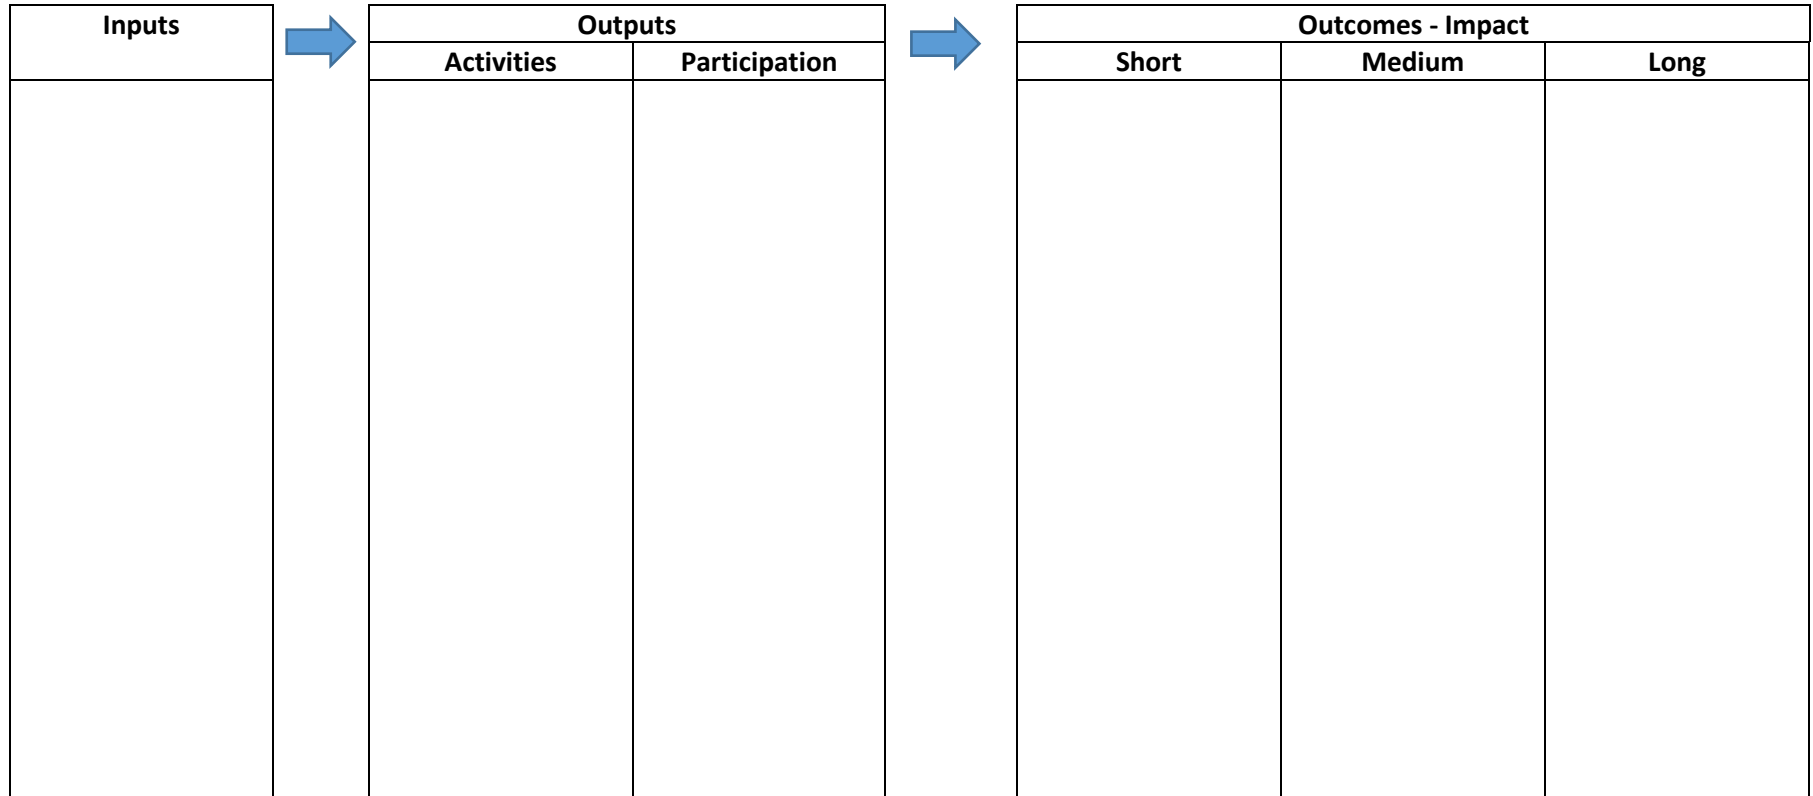 Inputs
Outputs
Activities
Participation
Outcomes - Impact
Short
Medium
Long